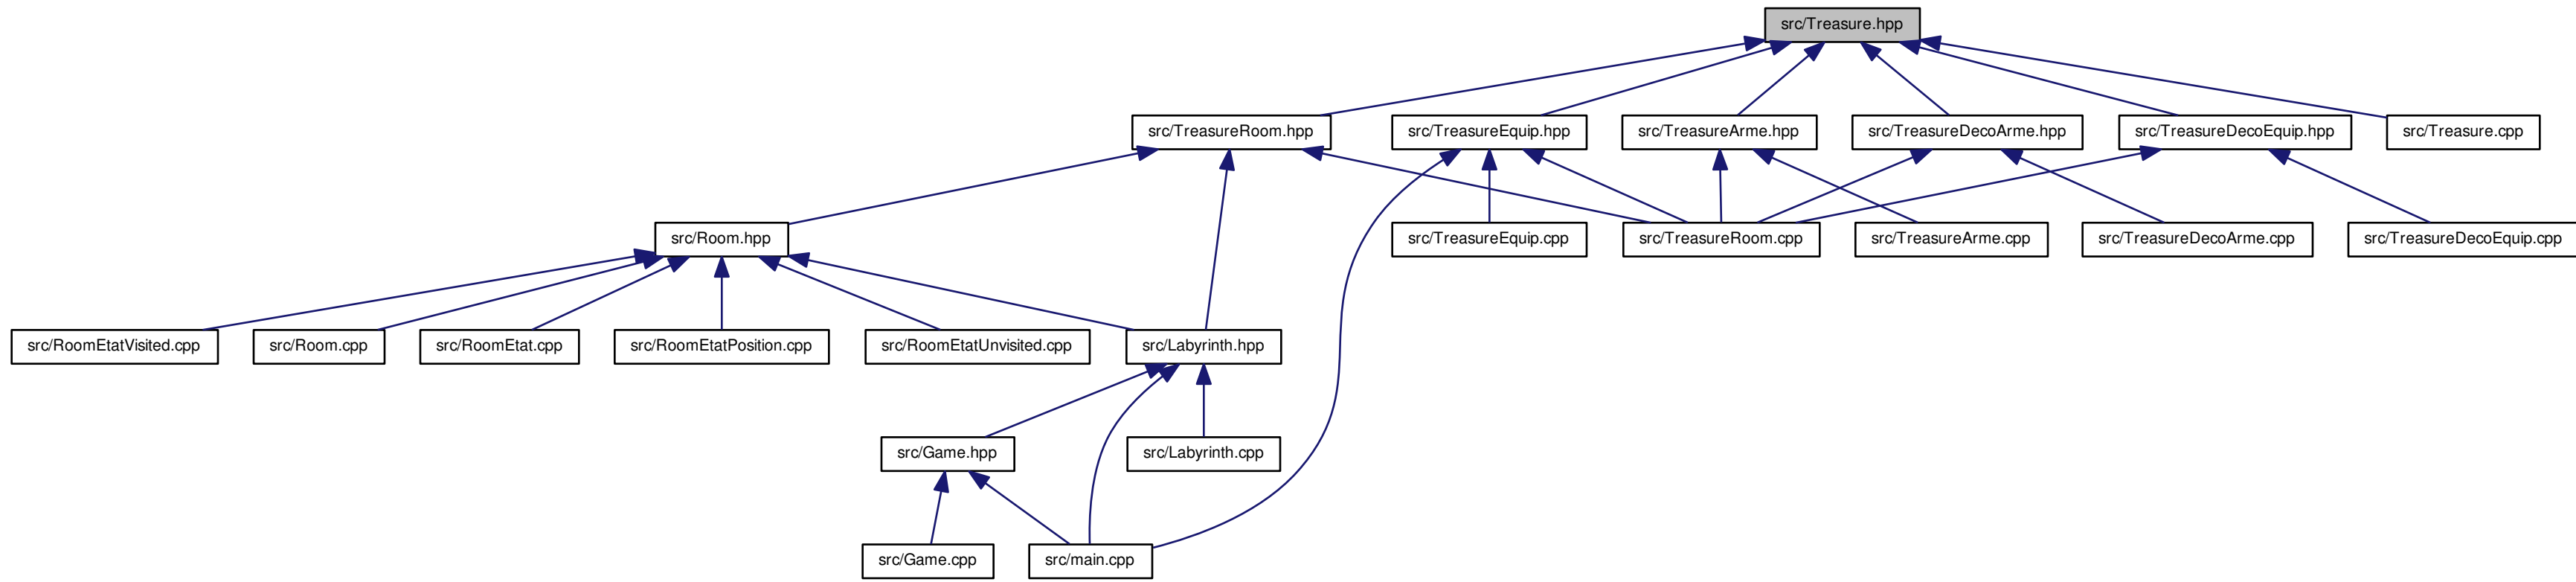 src/Treasure.hpp
src/TreasureRoom.hpp
src/TreasureEquip.hpp
src/TreasureArme.hpp
src/TreasureDecoArme.hpp
src/TreasureDecoEquip.hpp
src/Treasure.cpp
src/Room.hpp
src/TreasureEquip.cpp
src/TreasureRoom.cpp
src/TreasureArme.cpp
src/TreasureDecoArme.cpp
src/TreasureDecoEquip.cpp
src/RoomEtatVisited.cpp
src/Room.cpp
src/RoomEtat.cpp
src/RoomEtatPosition.cpp
src/RoomEtatUnvisited.cpp
src/Labyrinth.hpp
src/Game.hpp
src/Labyrinth.cpp
src/Game.cpp
src/main.cpp